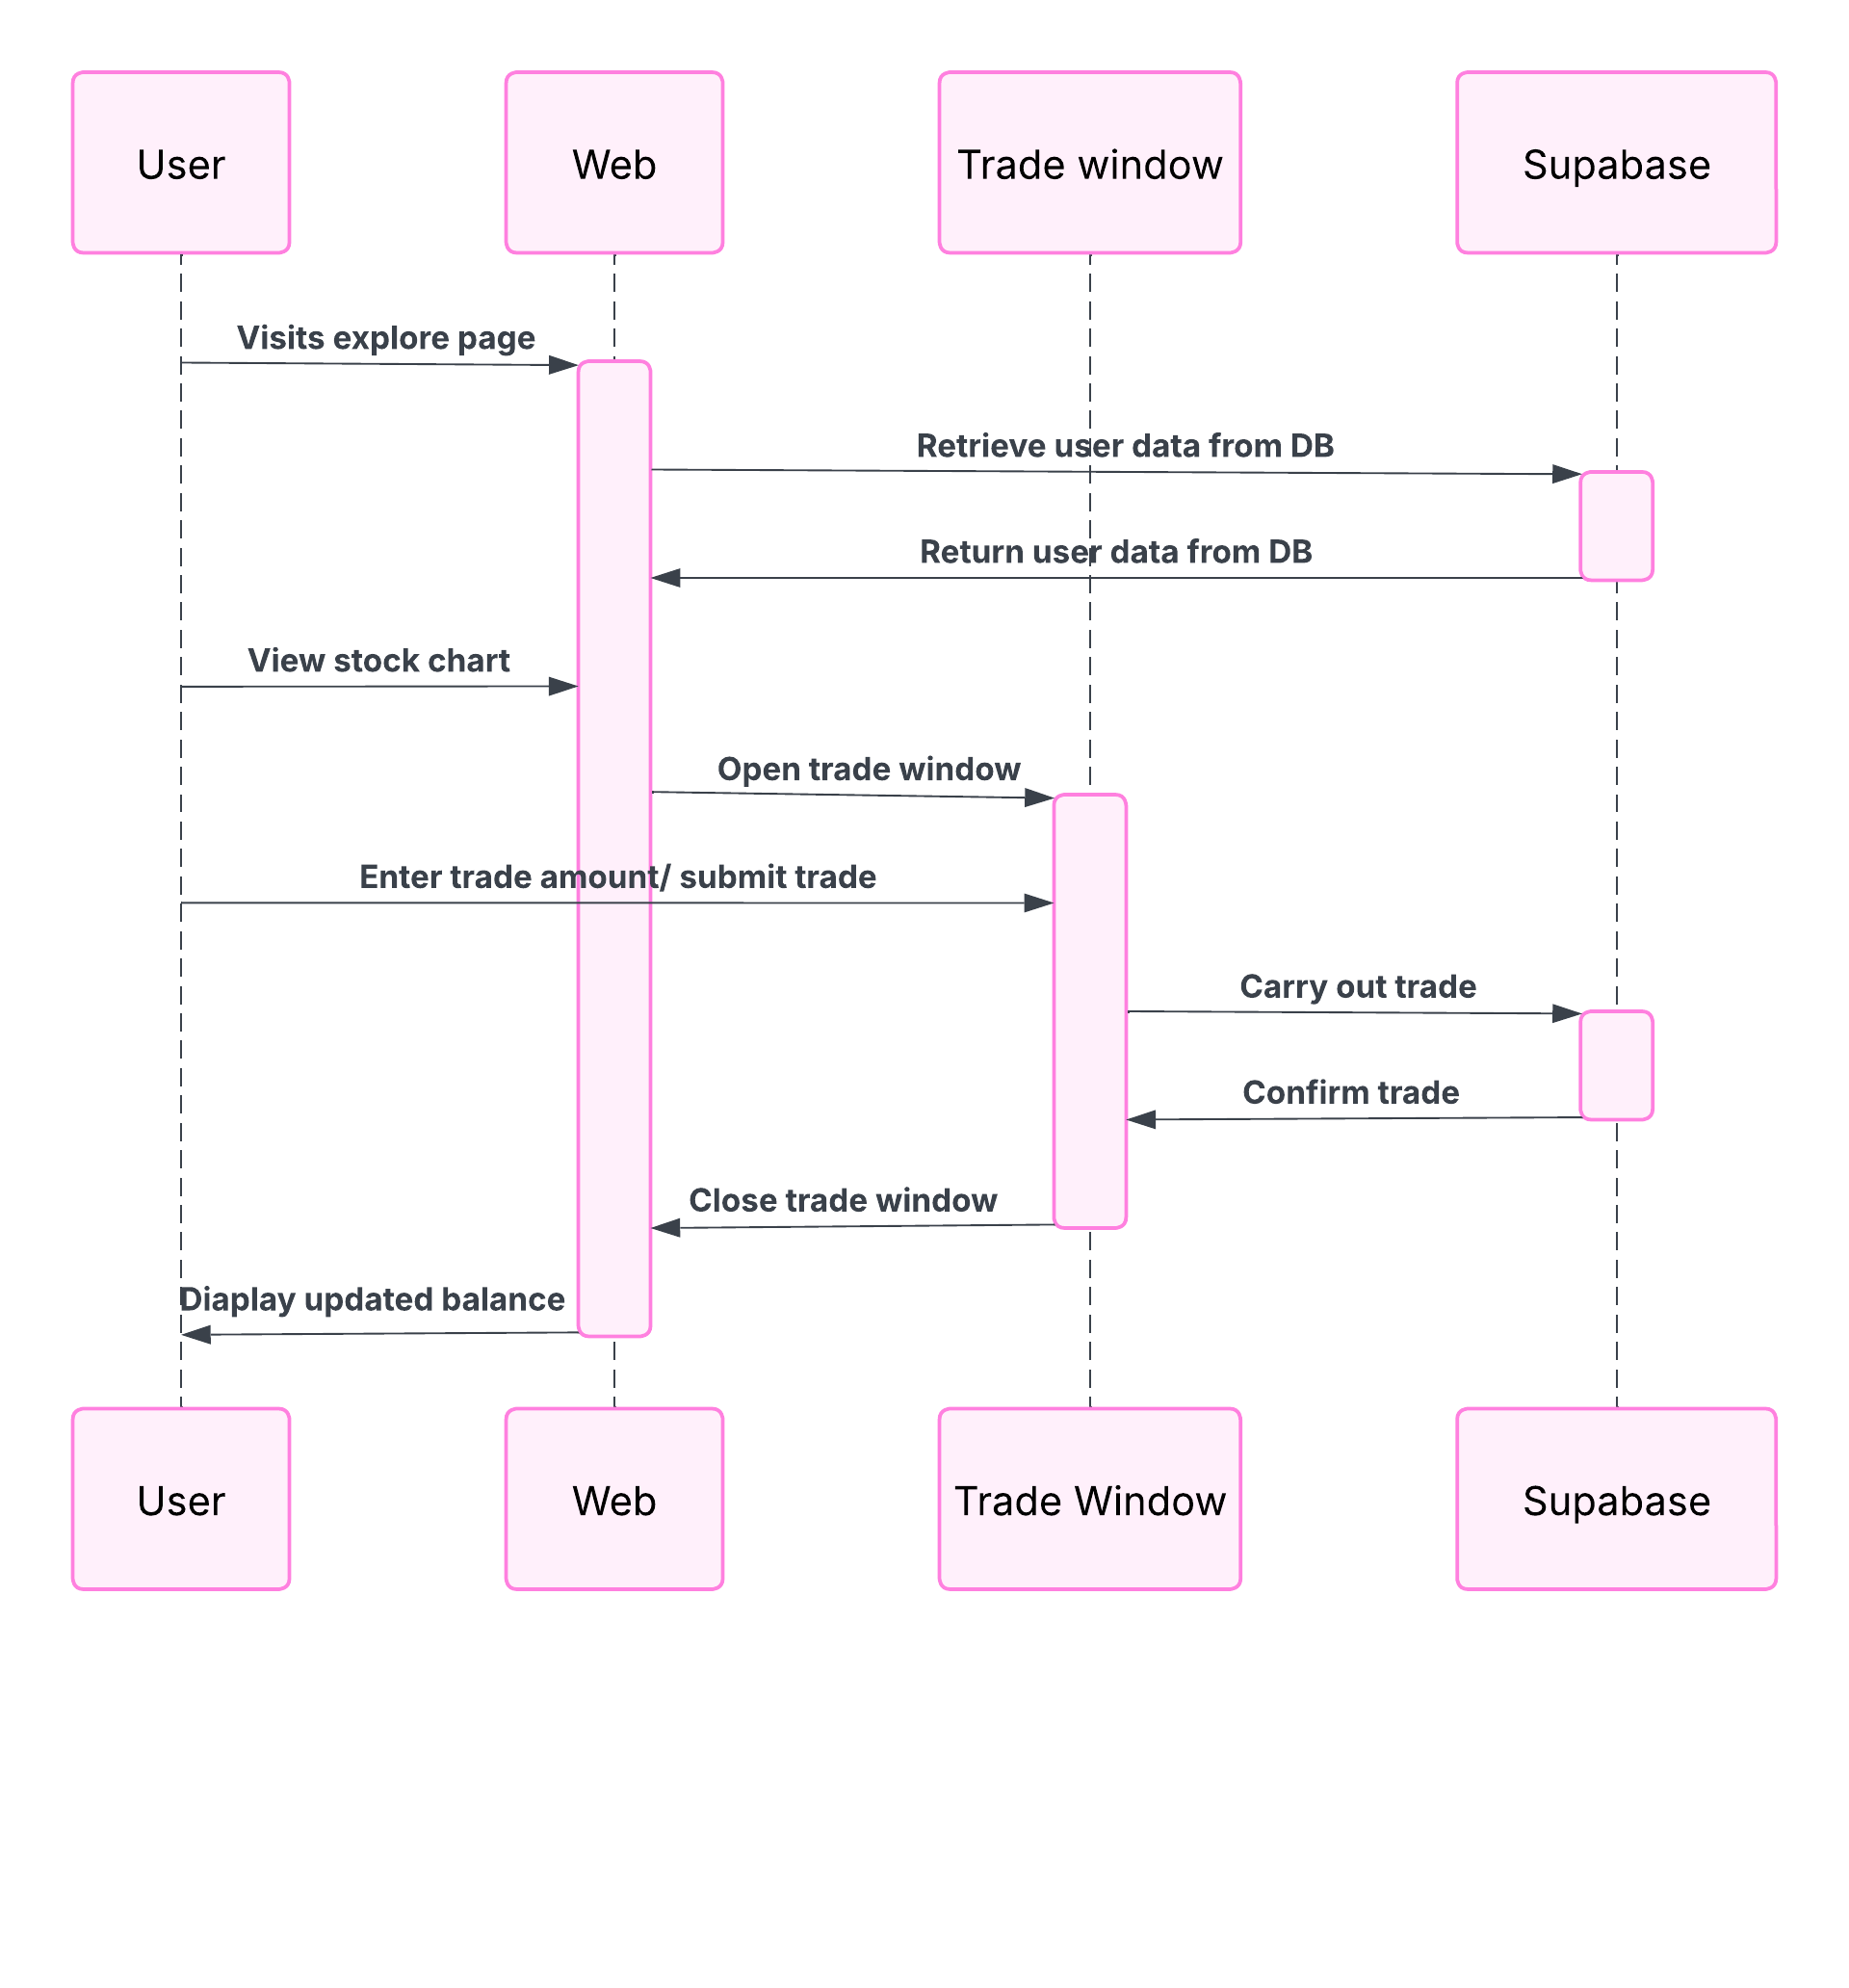 User
Web
Trade window
Supabase
Visits explore page
Retrieve user data from DB
Return user data from DB
View stock chart
Open trade window
Enter trade amount/ submit trade
Carry out trade
Confirm trade
Close trade window
Diaplay updated balance
User
Web
Trade Window
Supabase